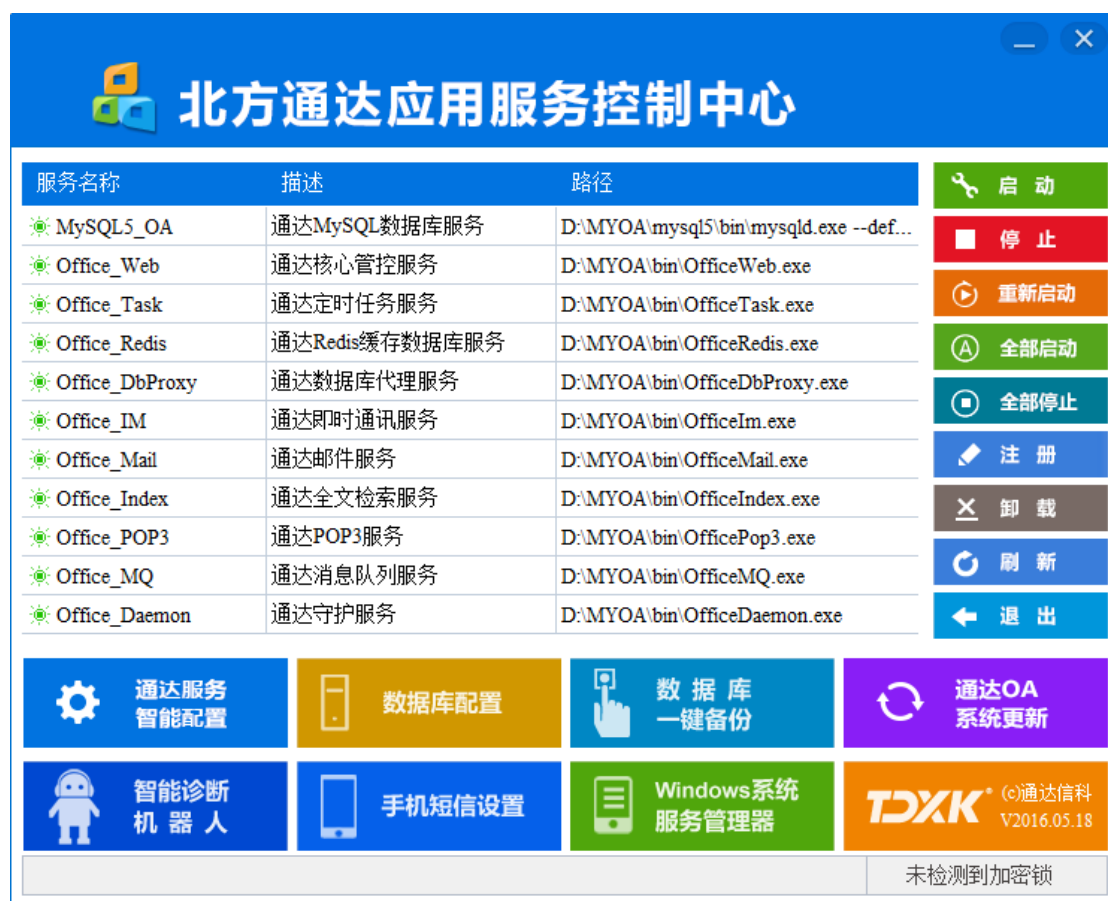 北方通达应用服务控制中心
服务名称 描述 路径
MySQL5_OA 通达MySQL数据库服务 D:\MYOA\mysql5\bin\mysqld.exe --def...
Office_Web 通达核心管控服务 D:\MYOA\bin\OfficeWeb.exe
Office_Task 通达定时任务服务 D:\MYOA\bin\OfficeTask.exe
Office_Redis 通达Redis缓存数据库服务 D:\MYOA\bin\OfficeRedis.exe
Office_DbProxy 通达数据库代理服务 D:\MYOA\bin\OfficeDbProxy.exe
Office_IM 通达即时通讯服务 D:\MYOA\bin\OfficeIm.exe
Office_Mail 通达邮件服务 D:\MYOA\bin\OfficeMail.exe
Office_Index 通达全文检索服务 D:\MYOA\bin\OfficeIndex.exe
Office_POP3 通达POP3服务 D:\MYOA\bin\OfficePop3.exe
Office_MQ 通达消息队列服务 D:\MYOA\bin\OfficeMQ.exe
Office_Daemon 通达守护服务 D:\MYOA\bin\OfficeDaemon.exe
启 动
停 止
重新启动
A 全部启动
全部停止
注 册
卸 载
刷 新
退 出
通达服务
智能配置
数据库配置
数 据 库
一键备份
通达OA
系统更新
智能诊断
机 器 人
手机短信设置
Windows系统
服务管理器
TDXK (c)通达信科
V2016.05.18
未检测到加密锁